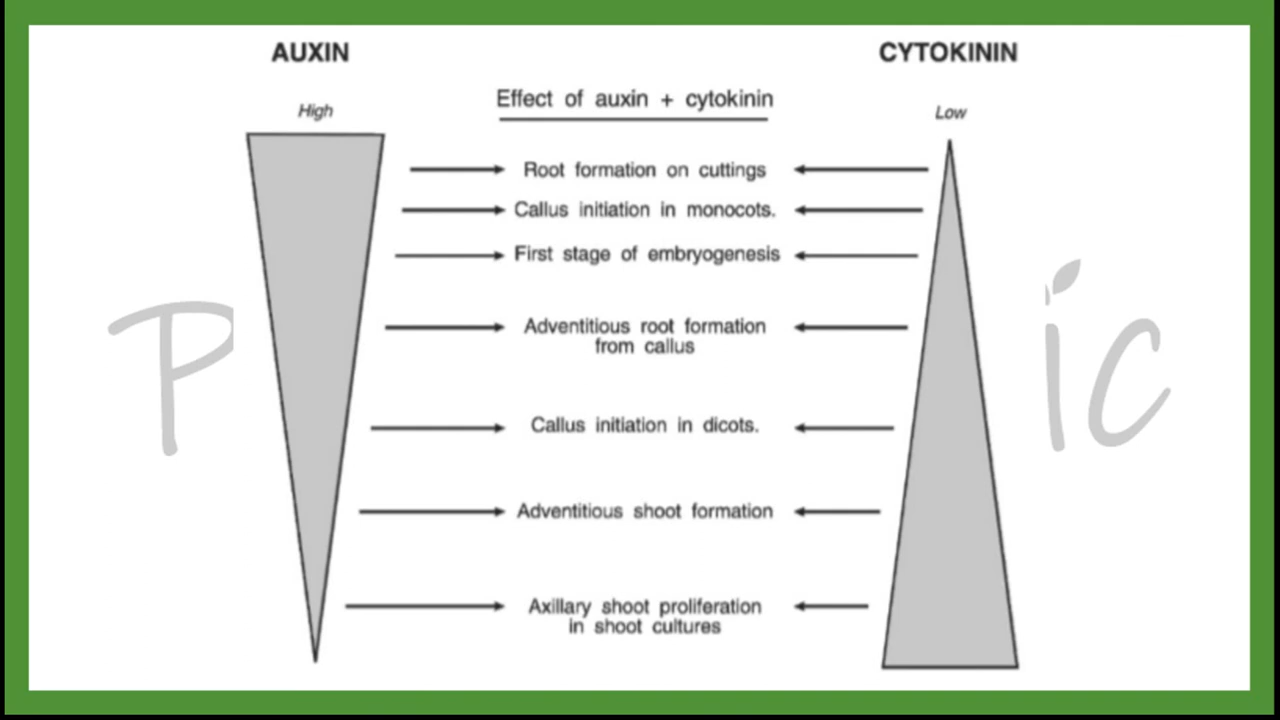 AUXIN
CYTOKININ
High
Effect of auxin + cytokinin
Low
Root formation on cuttings
Callus initiation in monocots.
First stage of embryogenesis
Adventitious root formation
from callus
Callus initiation in dicots.
Adventitious shoot formation
Axillary shoot proliferation
in shoot cultures
P
ic